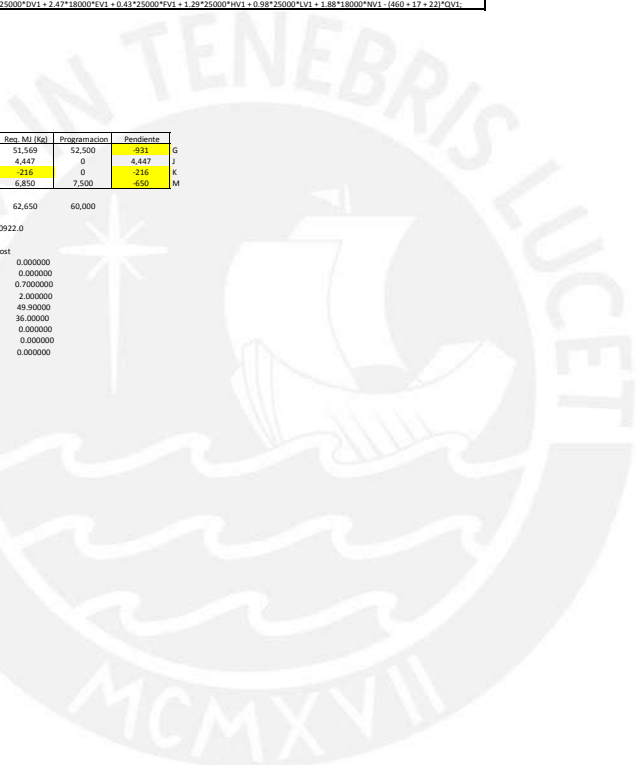 25000*DV1 + 2.47*18000*EV1 + 0.43*25000*FV1 + 1.29*25000*HV1 + 0.98*25000*LV1 + 1.88*18000*NV1 - (460 + 17 + 22)*QV1;
Req. MJ (Kg) Programacion Pendiente
51,569 52,500 -931 G
4,447 0 4,447 J
-216 0 -216 K
6,850 7,500 -650 M
62,650 60,000
0922.0
ost
0.000000
0.000000
0.7000000
2.000000
49.90000
36.00000
0.000000
0.000000
0.000000
IN TENEBRIS LUCET
MCMXVII